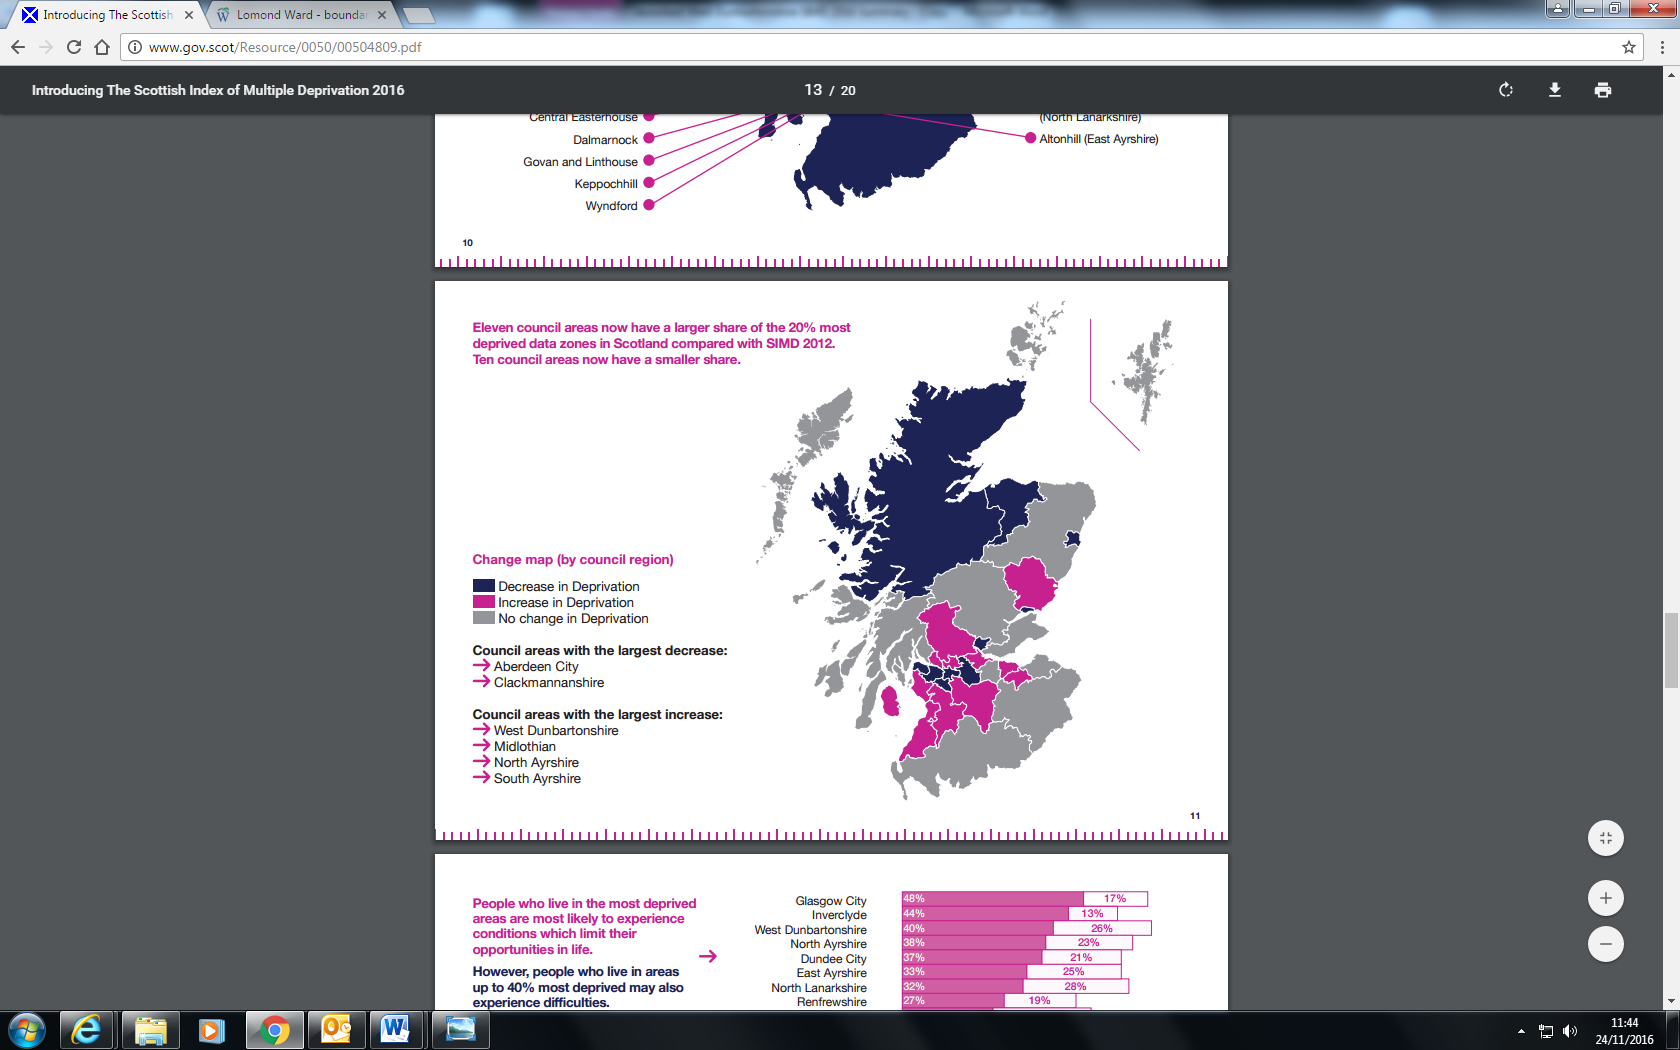 Introducing The Scottish
Lomond Ward - bounda
www.gov.scot/Resource/0050/00504809.pdf
Introducing The Scottish Index of Multiple Deprivation 2016
13 / 20
Central Easterhouse
Dalmarnock
Govan and Linthouse
Keppochhill
Wyndford
(North Lanarkshire)
Altonhill (East Ayrshire)
10
Eleven council areas now have a larger share of the 20% most
deprived data zones in Scotland compared with SIMD 2012.
Ten council areas now have a smaller share.
Change map (by council region)
Decrease in Deprivation
Increase in Deprivation
No change in Deprivation
Council areas with the largest decrease:
Aberdeen City
Clackmannanshire
Council areas with the largest increase:
West Dunbartonshire
Midlothian
North Ayrshire
South Ayrshire
11
People who live in the most deprived
areas are most likely to experience
conditions which limit their
opportunities in life.
However, people who live in areas
up to 40% most deprived may also
experience difficulties.
Glasgow City 48% 17%
Inverclyde 44% 13%
West Dunbartonshire 40% 26%
North Ayrshire 38% 23%
Dundee City 37% 21%
East Ayrshire 33% 25%
North Lanarkshire 32% 28%
Renfrewshire 27% 19%
11:44
24/11/2016